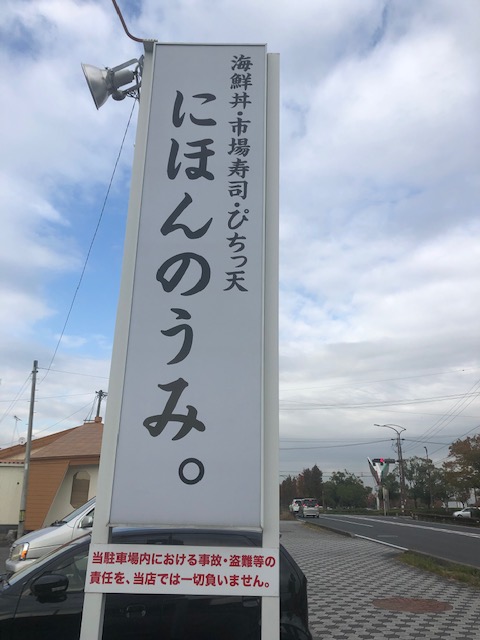 海鮮丼・市場寿司・ぴちっ天
にほんのうみ。
当駐車場内における事故・盗難等の
責任を、当店では一切負いません。